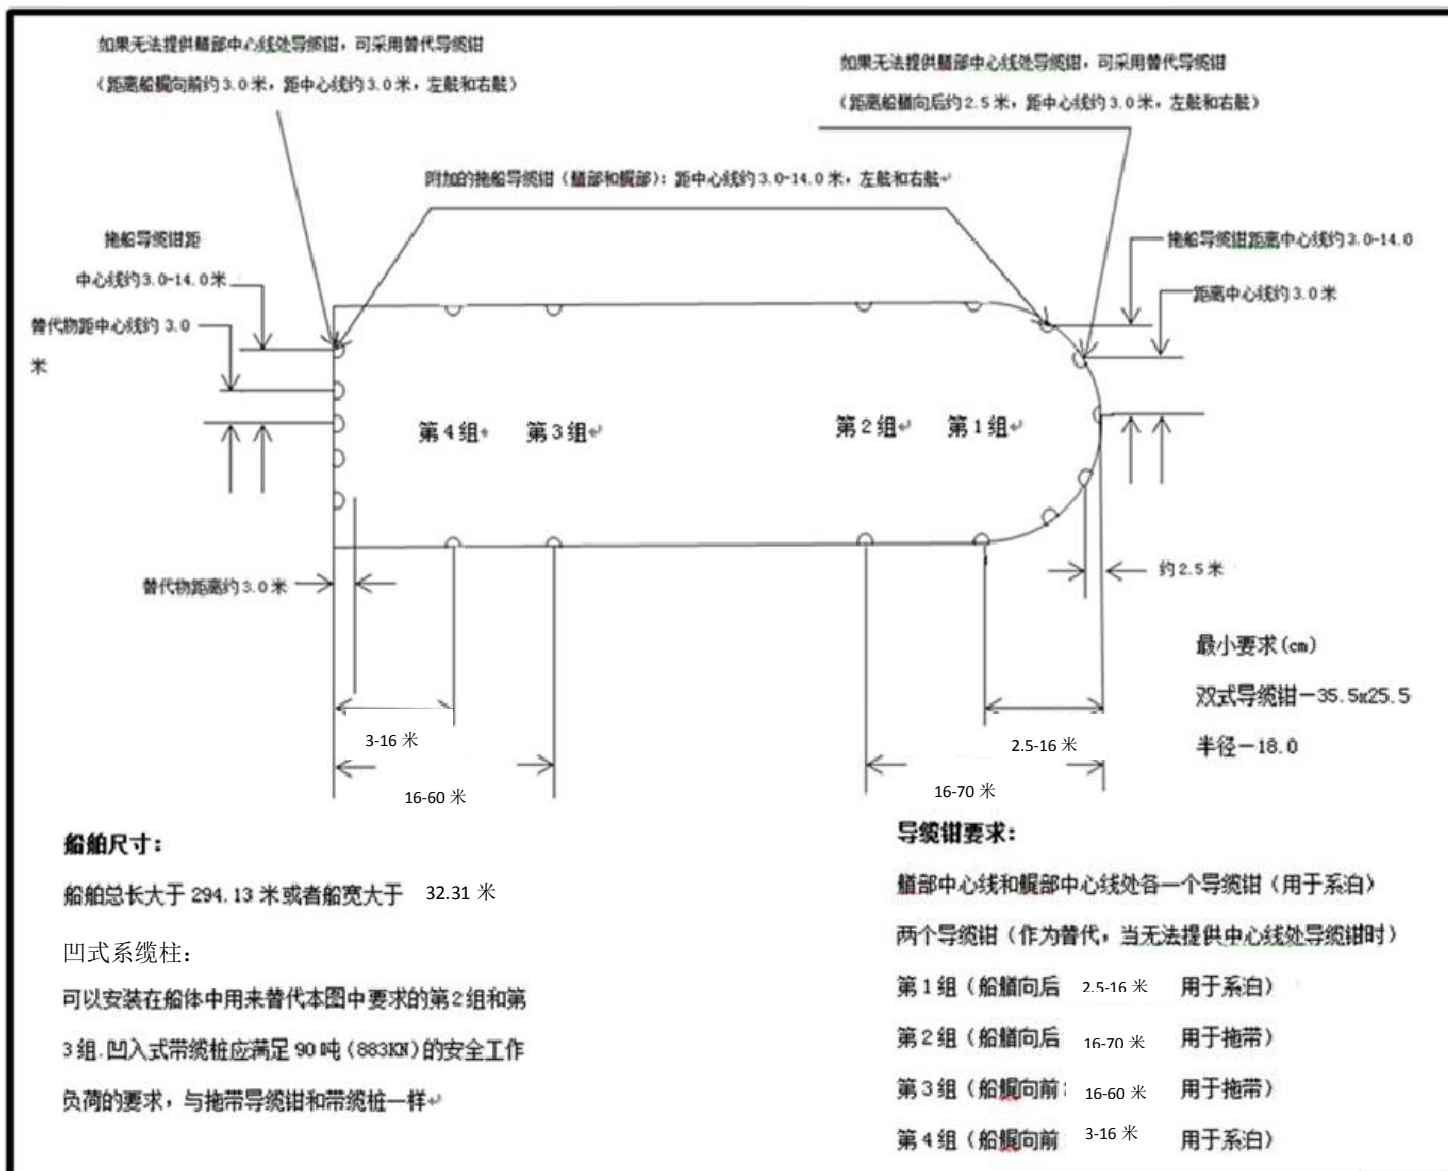 如果无法提供艏部中心线处导缆钳，可采用替代导缆钳
（距离船艉向前约3.0米，距中心线约3.0米，左舷和右舷）
如果无法提供艏部中心线处导缆钳，可采用替代导缆钳
（距离船艏向后约2.5米，距中心线约3.0米，左舷和右舷）
附加的拖船导缆钳（艏部和艉部）：距中心线约3.0-14.0米，左舷和右舷
拖船导缆钳距
中心线约3.0-14.0米
替代物距中心线约 3.0
米
拖船导缆钳距离中心线约3.0-14.0
距离中心线约3.0米
第4组
第3组
第2组
第1组
替代物距离约3.0米
约2.5米
3-16 米
16-60 米
2.5-16 米
16-70 米
最小要求(cm)
双式导缆钳－35.5x25.5
半径－18.0
船舶尺寸：
船舶总长大于 294.13 米或者船宽大于 32.31 米
凹式系缆柱：
可以安装在船体中用来替代本图中要求的第2组和第
3组.凹入式带缆桩应满足 90 吨（883KN）的安全工作
负荷的要求，与拖带导缆钳和带缆桩一样
导缆钳要求：
艏部中心线和艉部中心线处各一个导缆钳（用于系泊）
两个导缆钳（作为替代，当无法提供中心线处导缆钳时）
第1组（船艏向后 2.5-16 米 用于系泊）
第2组（船艏向后 16-70 米 用于拖带）
第3组（船艉向前 16-60 米 用于拖带）
第4组（船艉向前 3-16 米 用于系泊）